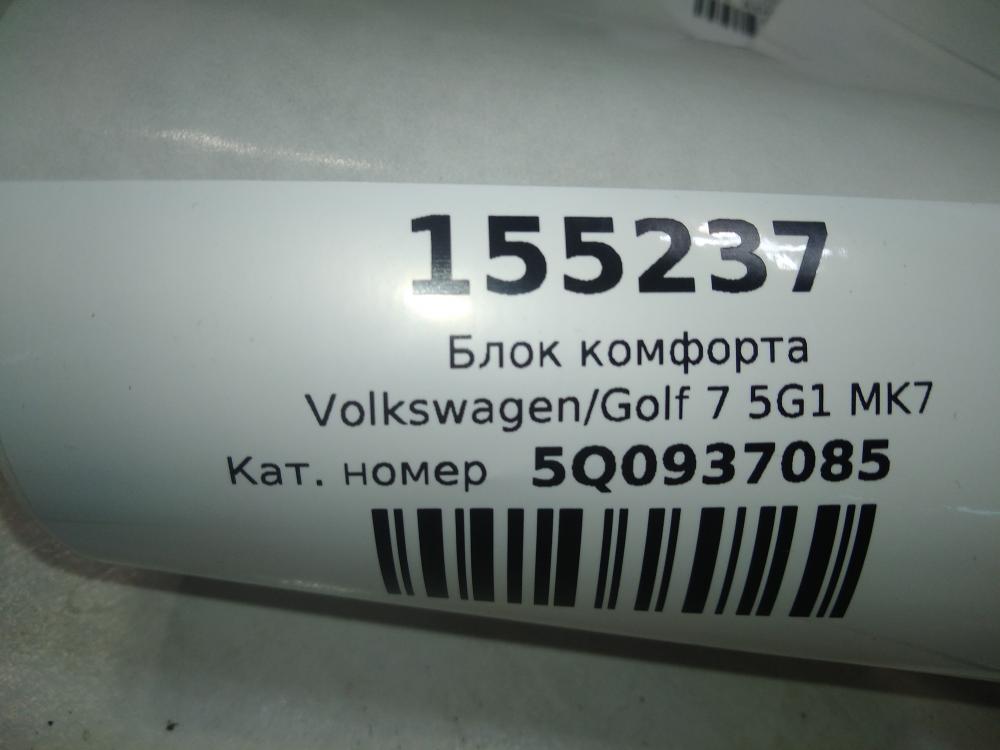 155237
Блок комфорта
Volkswagen/Golf 7 5G1 MK7
Кат. номер 5Q0937085